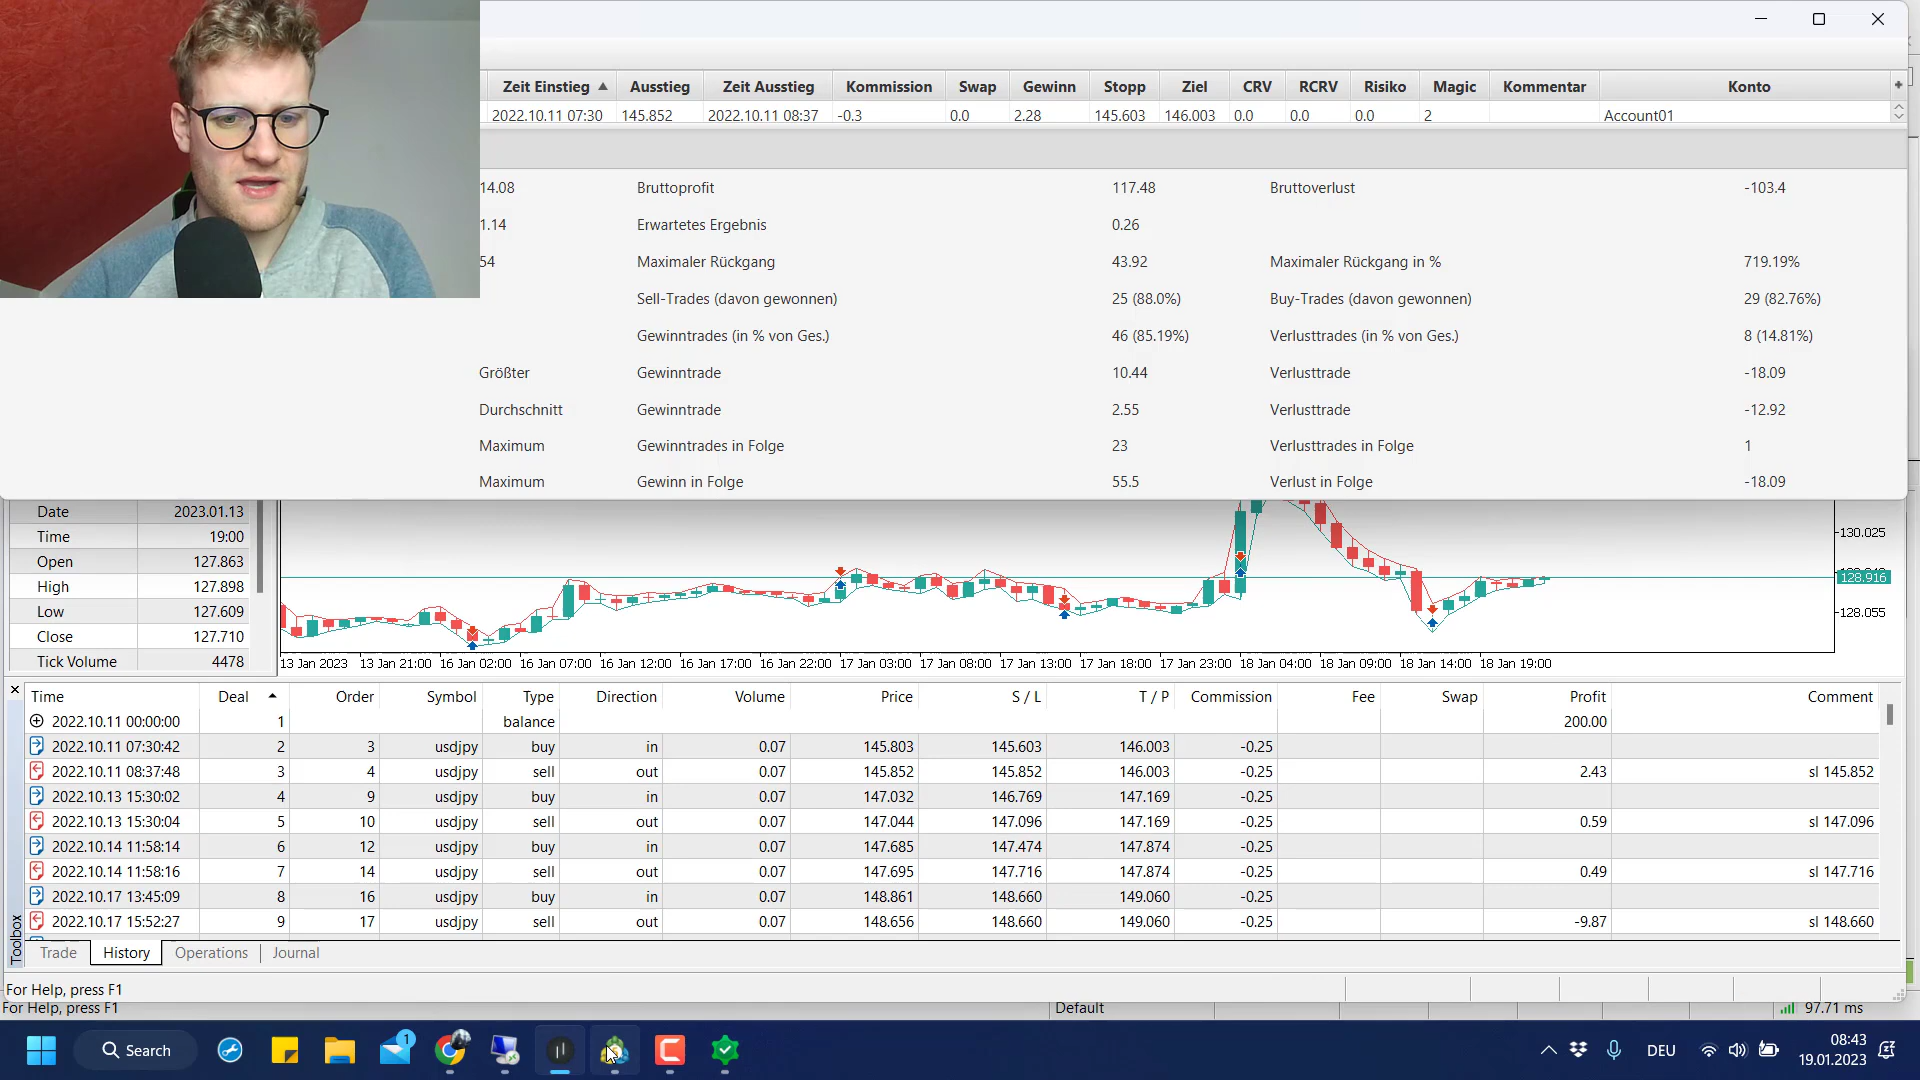 Zeit Einstieg Ausstieg Zeit Ausstieg Kommission Swap Gewinn Stopp Ziel CRV RCRV Risiko Magic Kommentar Konto
2022.10.11 07:30 145.852 2022.10.11 08:37 -0.3 0.0 2.28 145.603 146.003 0.0 0.0 0.0 2 Account01
14.08 Bruttoprofit 117.48 Bruttoverlust -103.4
1.14 Erwartetes Ergebnis 0.26
54 Maximaler Rückgang 43.92 Maximaler Rückgang in % 719.19%
Sell-Trades (davon gewonnen) 25 (88.0%) Buy-Trades (davon gewonnen) 29 (82.76%)
Gewinntrades (in % von Ges.) 46 (85.19%) Verlusttrades (in % von Ges.) 8 (14.81%)
Größter Gewinntrade 10.44 Verlusttrade -18.09
Durchschnitt Gewinntrade 2.55 Verlusttrade -12.92
Maximum Gewinntrades in Folge 23 Verlusttrades in Folge 1
Maximum Gewinn in Folge 55.5 Verlust in Folge -18.09
Date 2023.01.13
Time 19:00
Open 127.863
High 127.898
Low 127.609
Close 127.710
Tick Volume 4478
130.025
128.916
128.055
13 Jan 2023 13 Jan 21:00 16 Jan 02:00 16 Jan 07:00 16 Jan 12:00 16 Jan 17:00 16 Jan 22:00 17 Jan 03:00 17 Jan 08:00 17 Jan 13:00 17 Jan 18:00 17 Jan 23:00 18 Jan 04:00 18 Jan 09:00 18 Jan 14:00 18 Jan 19:00
Time Deal Order Symbol Type Direction Volume Price S / L T / P Commission Fee Swap Profit Comment
2022.10.11 00:00:00 1 balance 200.00
2022.10.11 07:30:42 2 3 usdjpy buy in 0.07 145.803 145.603 146.003 -0.25
2022.10.11 08:37:48 3 4 usdjpy sell out 0.07 145.852 145.852 146.003 -0.25 2.43 sl 145.852
2022.10.13 15:30:02 4 9 usdjpy buy in 0.07 147.032 146.769 147.169 -0.25
2022.10.13 15:30:04 5 10 usdjpy sell out 0.07 147.044 147.096 147.169 -0.25 0.59 sl 147.096
2022.10.14 11:58:14 6 12 usdjpy buy in 0.07 147.685 147.474 147.874 -0.25
2022.10.14 11:58:16 7 14 usdjpy sell out 0.07 147.695 147.716 147.874 -0.25 0.49 sl 147.716
2022.10.17 13:45:09 8 16 usdjpy buy in 0.07 148.861 148.660 149.060 -0.25
2022.10.17 15:52:27 9 17 usdjpy sell out 0.07 148.656 148.660 149.060 -0.25 -9.87 sl 148.660
Toolbox
Trade History Operations Journal
For Help, press F1
For Help, press F1 Default 97.71 ms
Search 1 DEU 08:43
19.01.2023